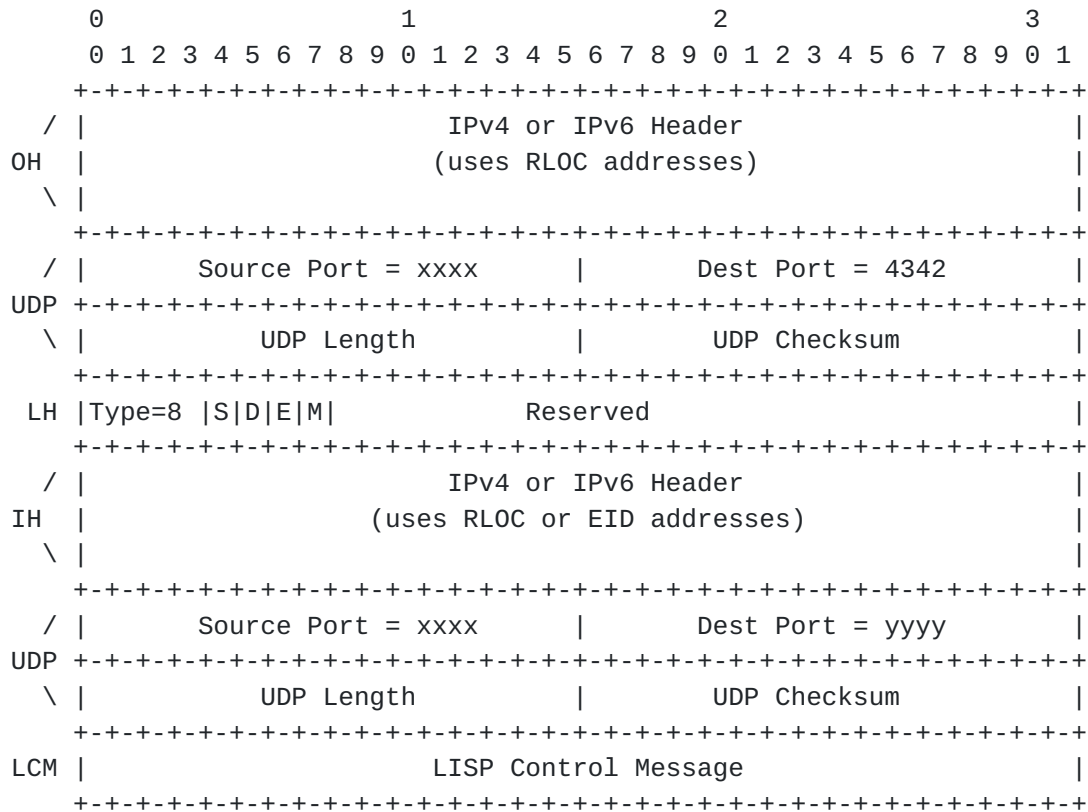 0                   1                   2                   3
     0 1 2 3 4 5 6 7 8 9 0 1 2 3 4 5 6 7 8 9 0 1 2 3 4 5 6 7 8 9 0 1
    +-+-+-+-+-+-+-+-+-+-+-+-+-+-+-+-+-+-+-+-+-+-+-+-+-+-+-+-+-+-+-+-+
  / |                       IPv4 or IPv6 Header                     |
OH  |                      (uses RLOC addresses)                    |
  \ |                                                               |
    +-+-+-+-+-+-+-+-+-+-+-+-+-+-+-+-+-+-+-+-+-+-+-+-+-+-+-+-+-+-+-+-+
  / |       Source Port = xxxx      |       Dest Port = 4342        |
UDP +-+-+-+-+-+-+-+-+-+-+-+-+-+-+-+-+-+-+-+-+-+-+-+-+-+-+-+-+-+-+-+-+
  \ |           UDP Length          |        UDP Checksum           |
    +-+-+-+-+-+-+-+-+-+-+-+-+-+-+-+-+-+-+-+-+-+-+-+-+-+-+-+-+-+-+-+-+
 LH |Type=8 |S|D|E|M|            Reserved                           |
    +-+-+-+-+-+-+-+-+-+-+-+-+-+-+-+-+-+-+-+-+-+-+-+-+-+-+-+-+-+-+-+-+
  / |                       IPv4 or IPv6 Header                     |
IH  |                  (uses RLOC or EID addresses)                 |
  \ |                                                               |
    +-+-+-+-+-+-+-+-+-+-+-+-+-+-+-+-+-+-+-+-+-+-+-+-+-+-+-+-+-+-+-+-+
  / |       Source Port = xxxx      |       Dest Port = yyyy        |
UDP +-+-+-+-+-+-+-+-+-+-+-+-+-+-+-+-+-+-+-+-+-+-+-+-+-+-+-+-+-+-+-+-+
  \ |           UDP Length          |        UDP Checksum           |
    +-+-+-+-+-+-+-+-+-+-+-+-+-+-+-+-+-+-+-+-+-+-+-+-+-+-+-+-+-+-+-+-+
LCM |                      LISP Control Message                     |
    +-+-+-+-+-+-+-+-+-+-+-+-+-+-+-+-+-+-+-+-+-+-+-+-+-+-+-+-+-+-+-+-+